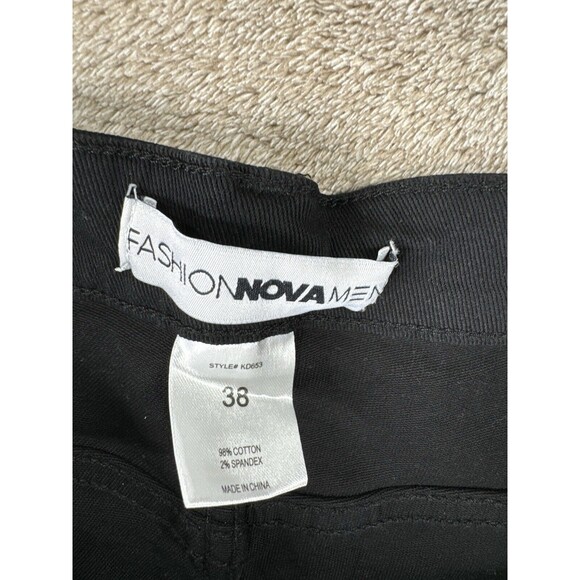 FASHIONNOVAMEN
STYLE# KD653
38
98% COTTON
2% SPANDEX
MADE IN CHINA